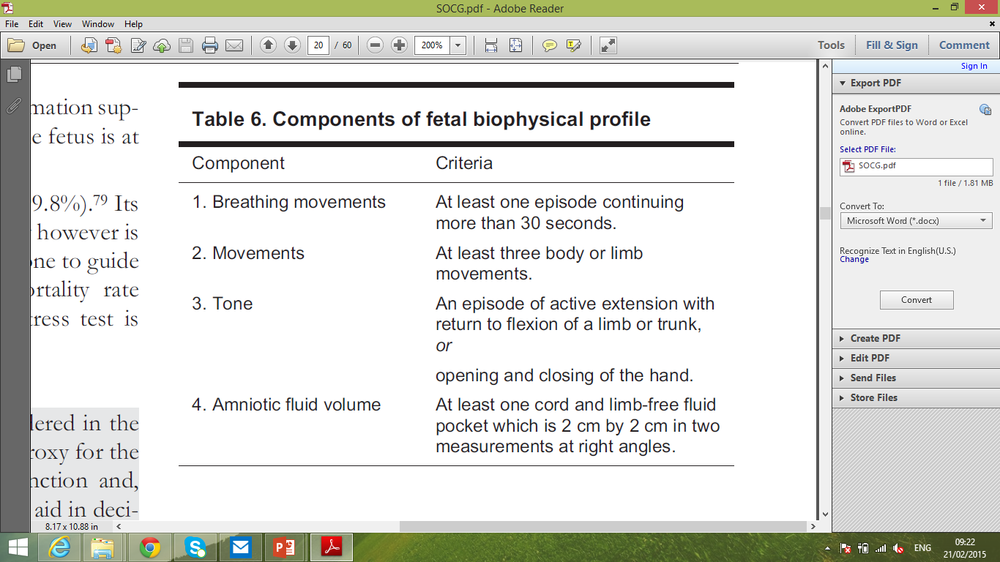 SOCG.pdf - Adobe Reader
File Edit View Window Help
Open 20 / 60 200% Tools Fill & Sign Comment
Sign In
Export PDF
Adobe ExportPDF
Convert PDF files to Word or Excel
online.
Select PDF File:
SOCG.pdf
1 file / 1.81 MB
Convert To:
Microsoft Word (*.docx)
Recognize Text in English(U.S.)
Change
Convert
Create PDF
Edit PDF
Send Files
Store Files
mation sup-
e fetus is at
9.8%).79 Its
however is
one to guide
ortality rate
tress test is
dered in the
roxy for the
nction and,
aid in deci-
Table 6. Components of fetal biophysical profile
Component Criteria
1. Breathing movements At least one episode continuing
more than 30 seconds.
2. Movements At least three body or limb
movements.
3. Tone An episode of active extension with
return to flexion of a limb or trunk,
or
opening and closing of the hand.
4. Amniotic fluid volume At least one cord and limb-free fluid
pocket which is 2 cm by 2 cm in two
measurements at right angles.
8.17 x 10.88 in
ENG
09:22
21/02/2015